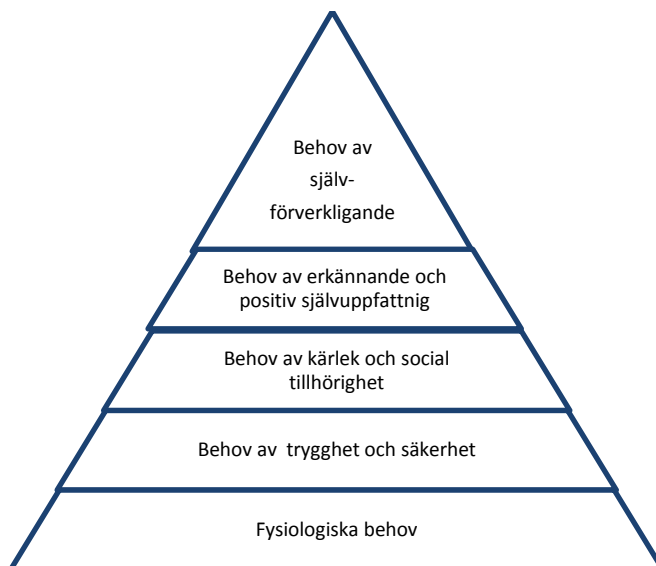 Behov av
själv-
förverkligande
Behov av erkännande och
positiv självuppfattnig
Behov av kärlek och social
tillhörighet
Behov av  trygghet och säkerhet
Fysiologiska behov